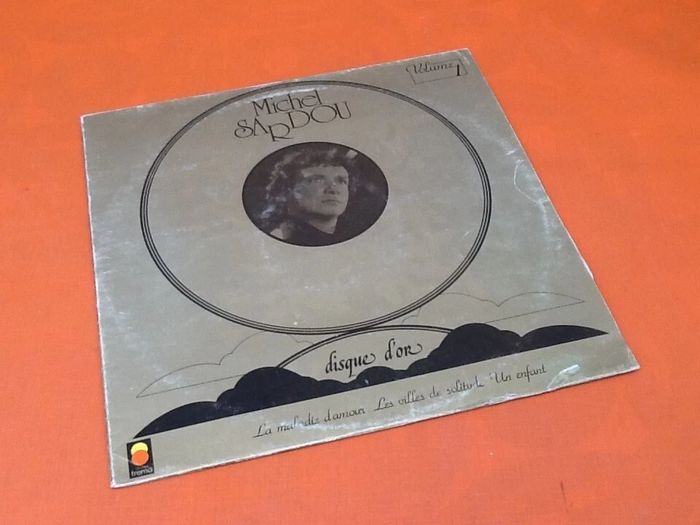 Volume 1
Michel
SARDOU
disque d'or
La maladie d'amour Les villes de solitude Un enfant
trema